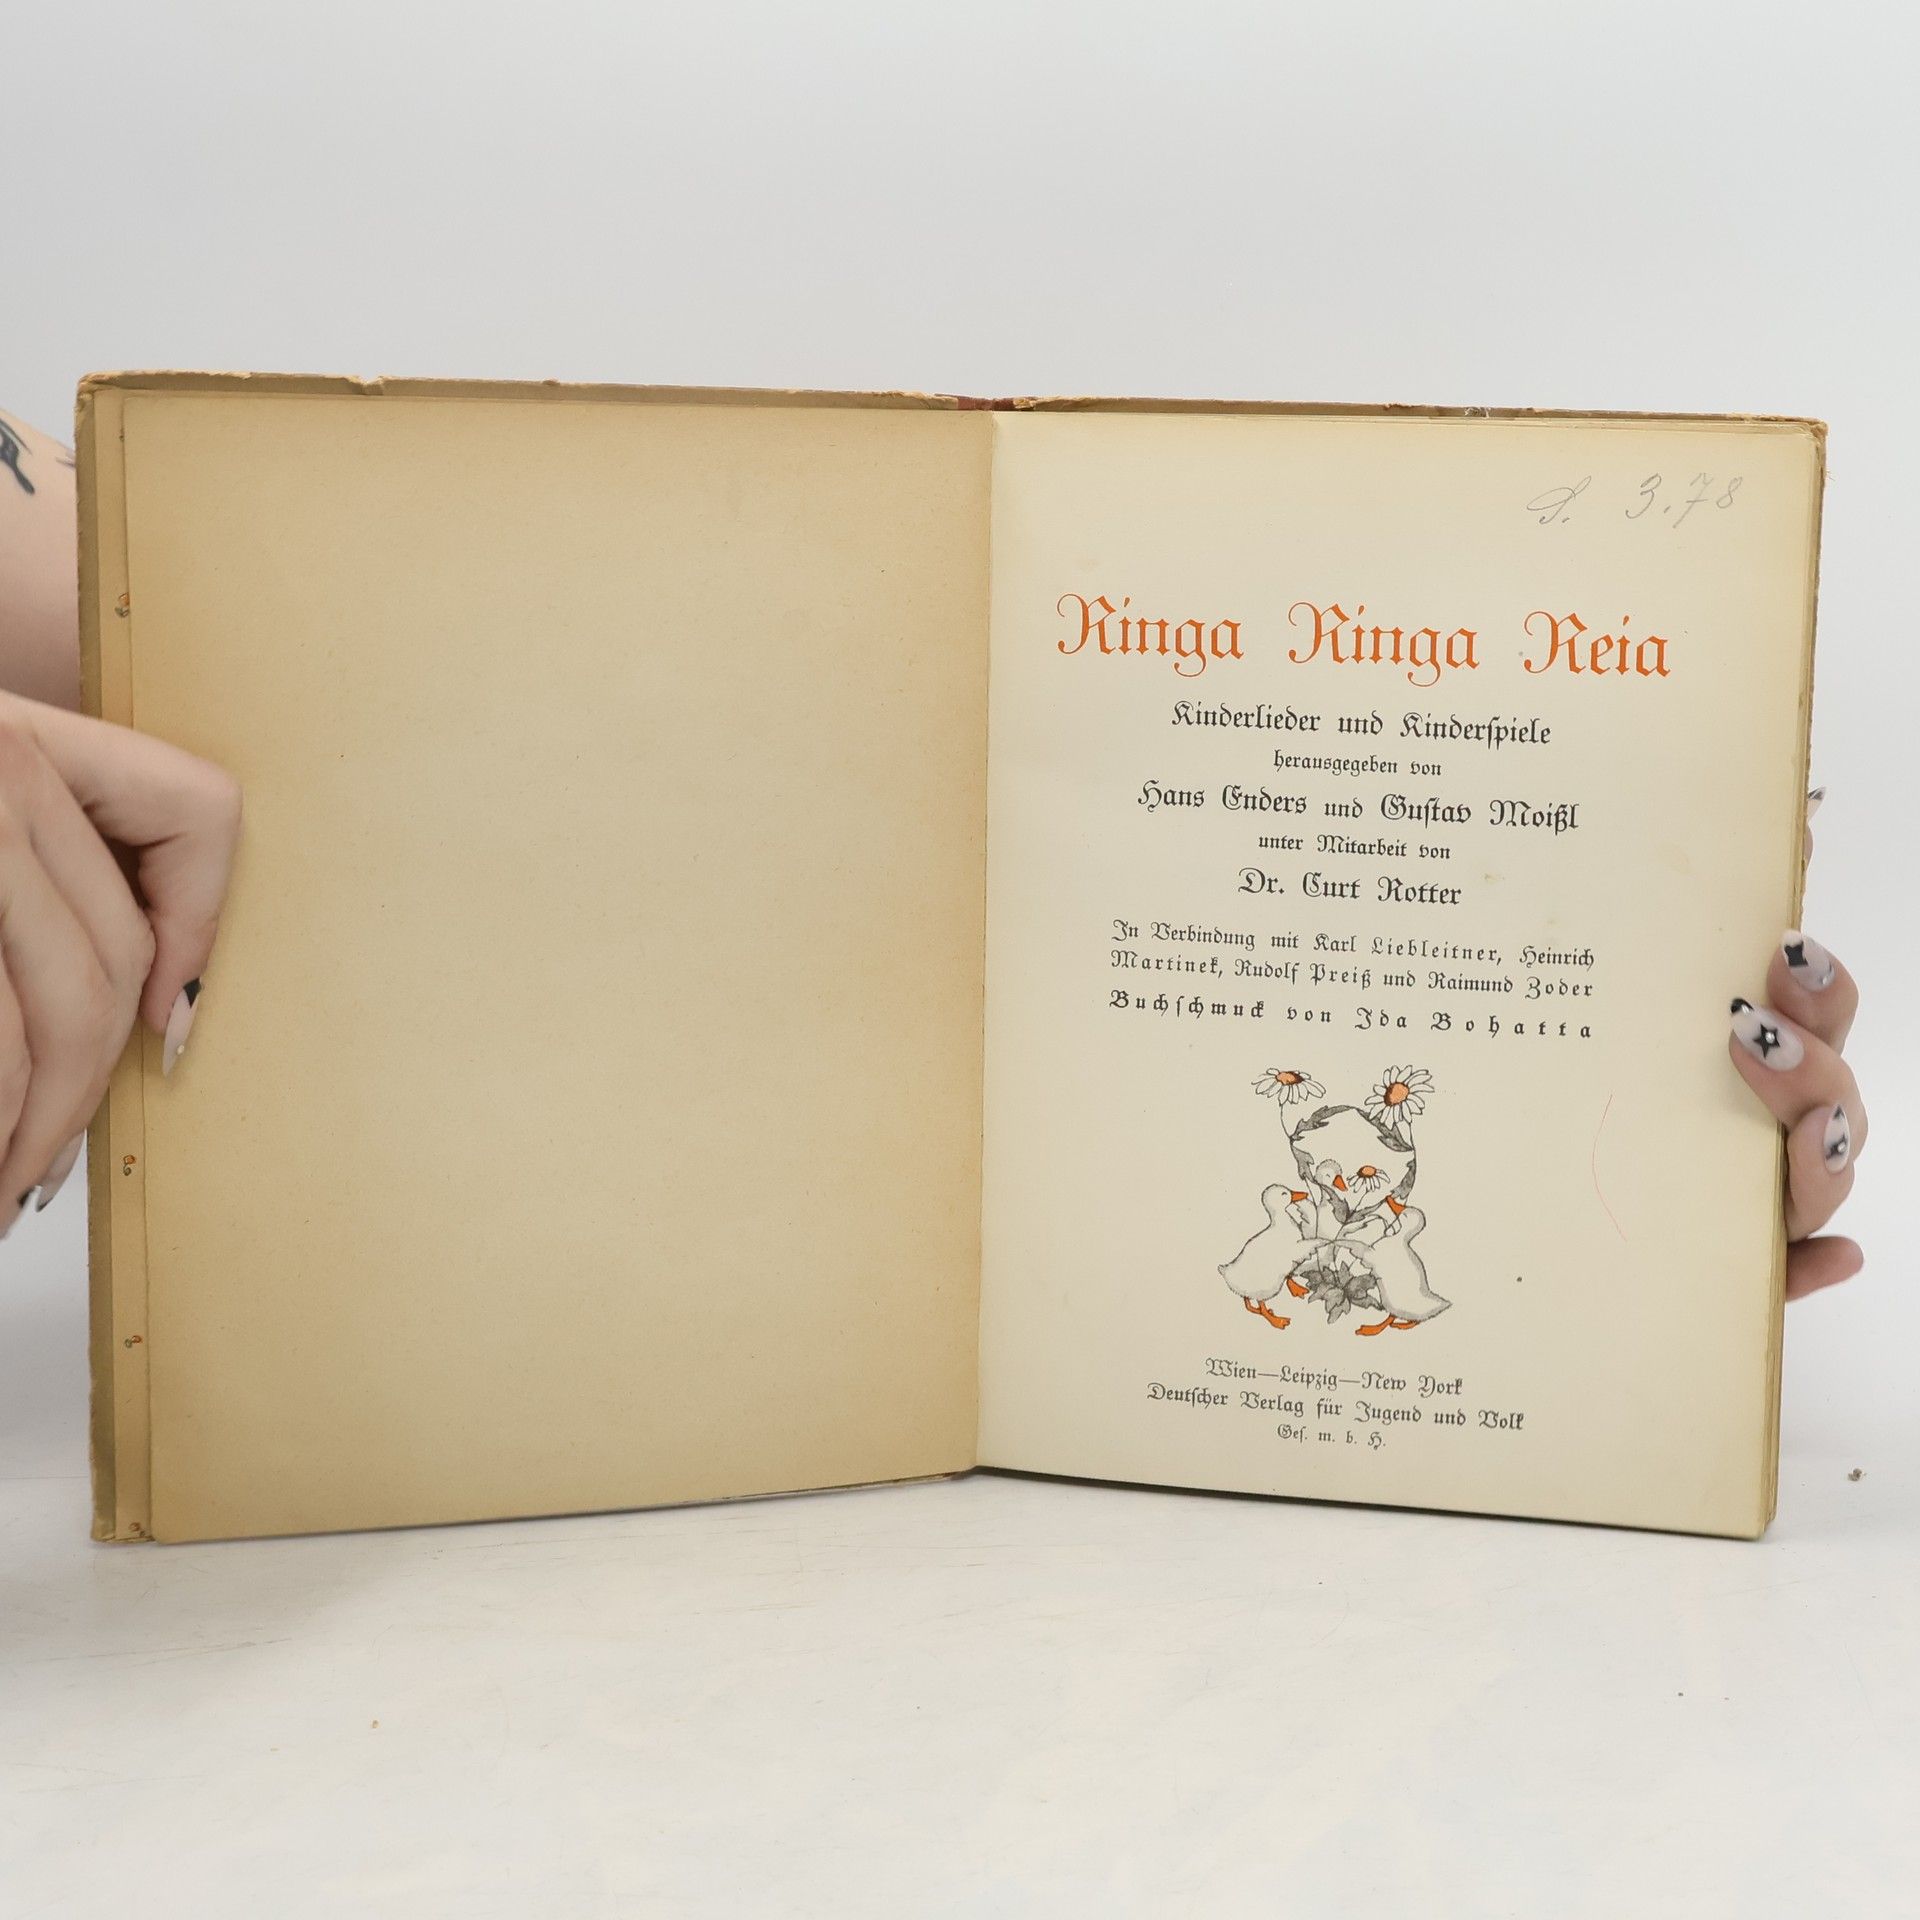 S. 3.78
Ringa Ringa Reia
Kinderlieder und Kinderſpiele
herausgegeben von
Hans Enders und Guſtav Moißl
unter Mitarbeit von
Dr. Curt Rotter
In Verbindung mit Karl Liebleitner, Heinrich
Martinek, Rudolf Preiß und Raimund Zoder
Buchſchmuck von Ida Bohatta
Wien—Leipzig—New York
Deutſcher Verlag für Jugend und Volk
Geſ. m. b. H.